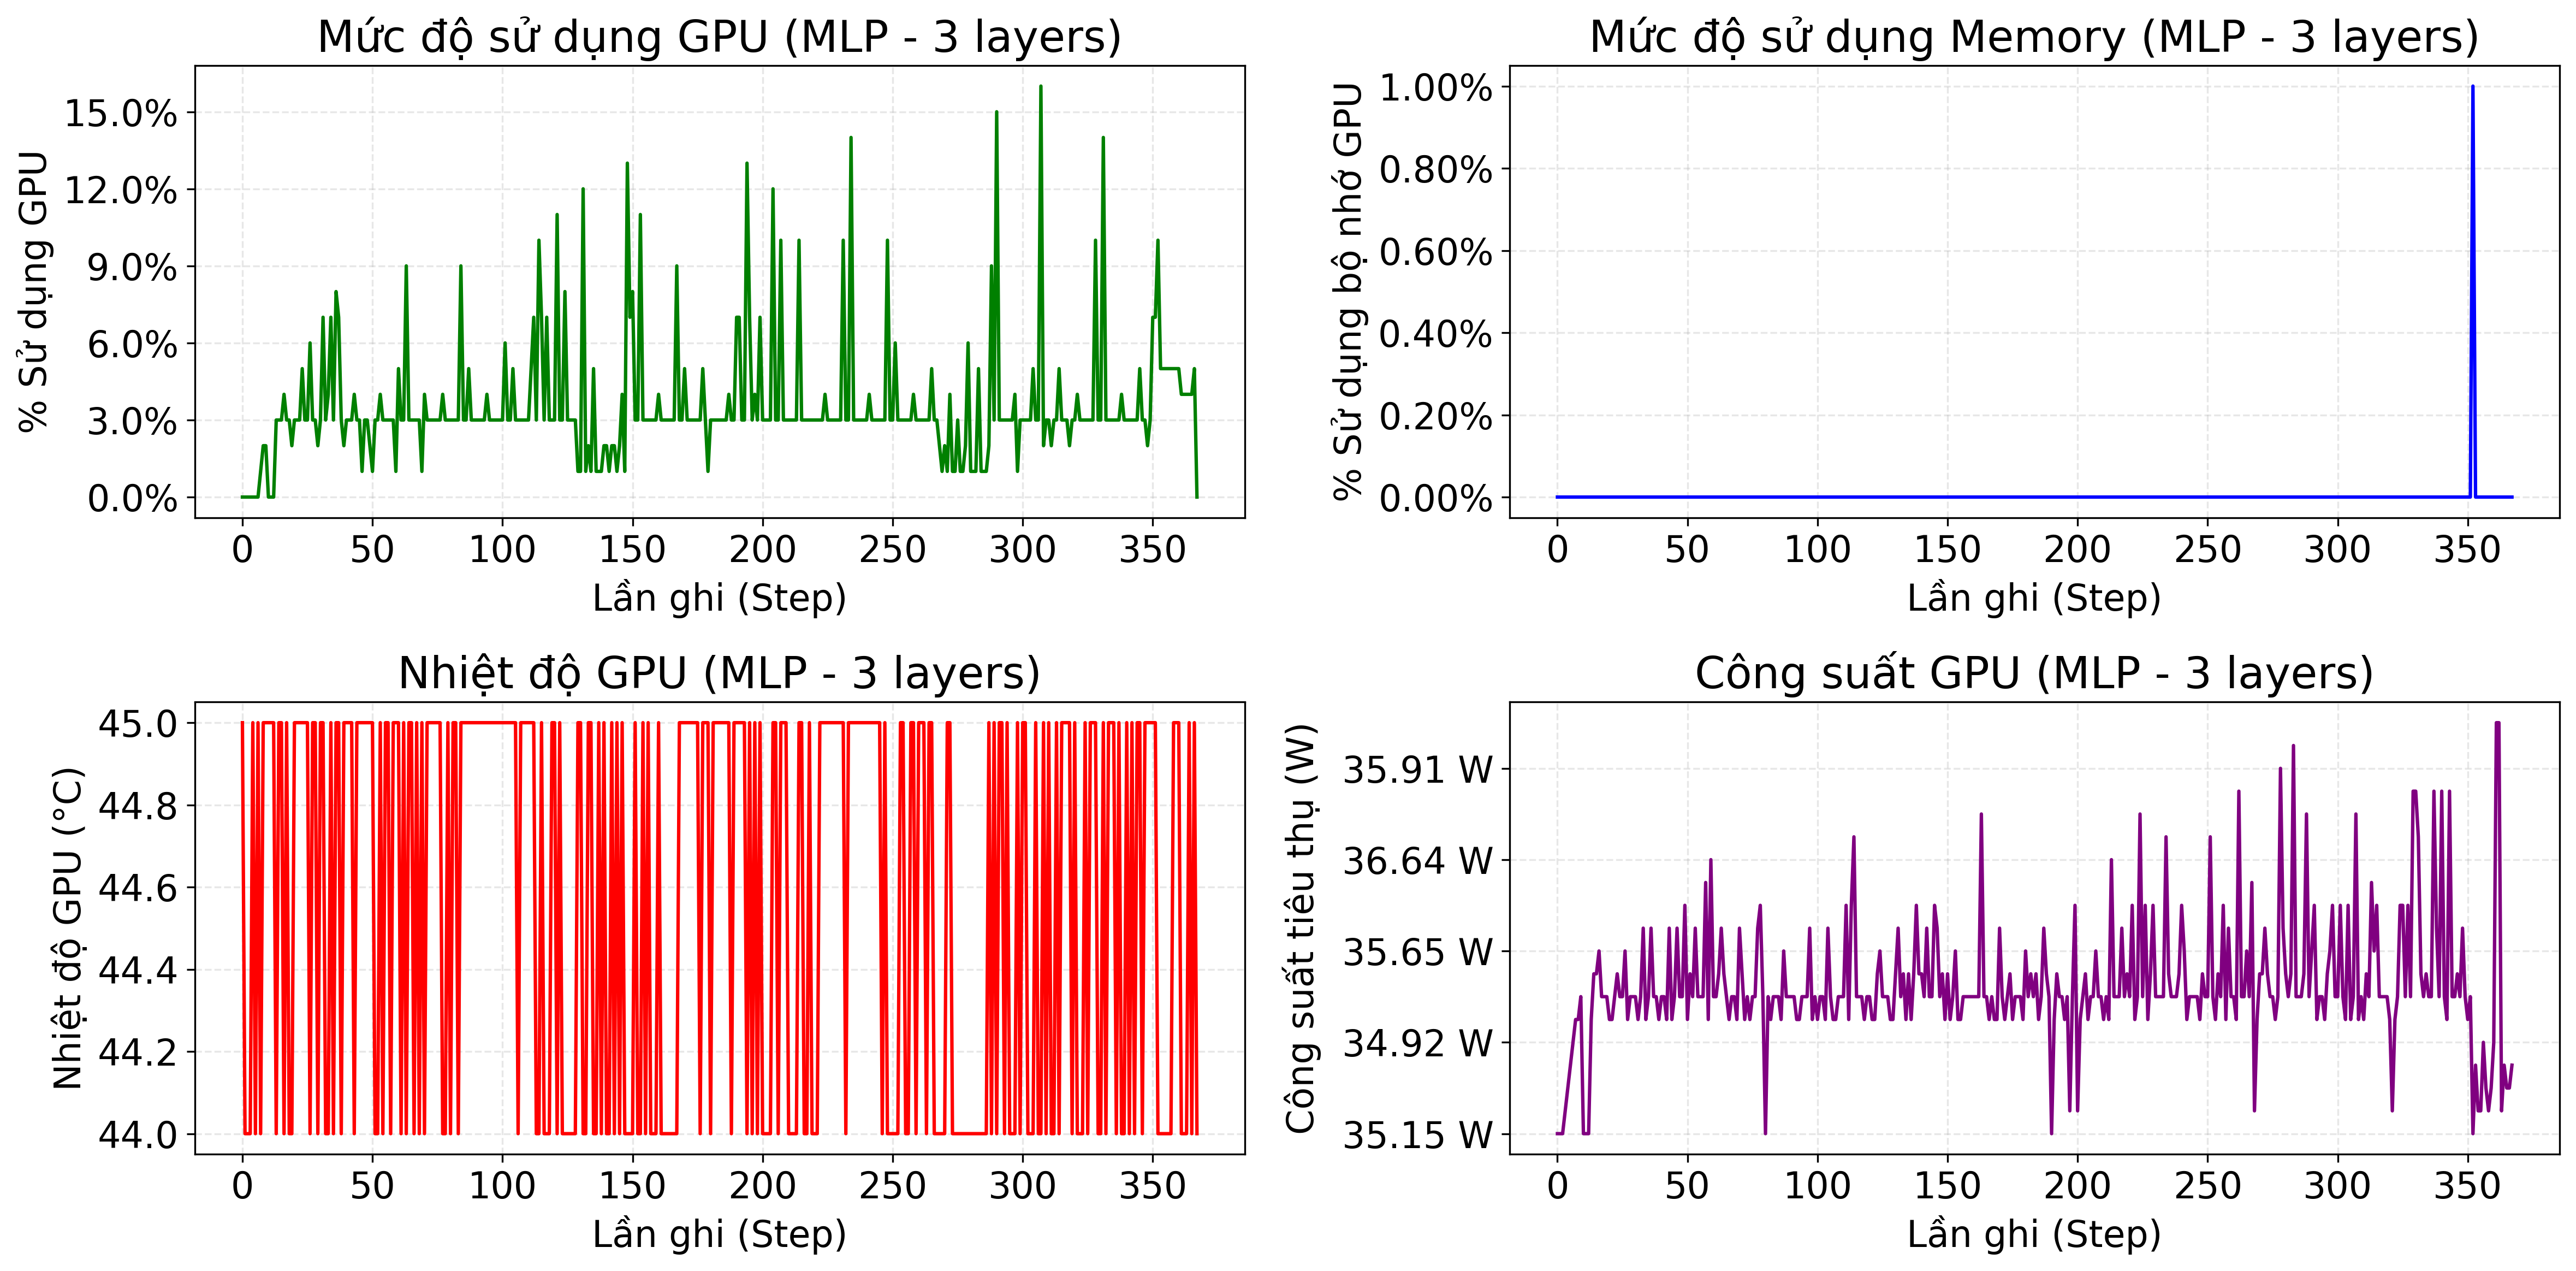 Mức độ sử dụng GPU (MLP - 3 layers)
% Sử dụng GPU
15.0%
12.0%
9.0%
6.0%
3.0%
0.0%
0 50 100 150 200 250 300 350
Lần ghi (Step)
Mức độ sử dụng Memory (MLP - 3 layers)
% Sử dụng bộ nhớ GPU
1.00%
0.80%
0.60%
0.40%
0.20%
0.00%
0 50 100 150 200 250 300 350
Lần ghi (Step)
Nhiệt độ GPU (MLP - 3 layers)
Nhiệt độ GPU (°C)
45.0
44.8
44.6
44.4
44.2
44.0
0 50 100 150 200 250 300 350
Lần ghi (Step)
Công suất GPU (MLP - 3 layers)
Công suất tiêu thụ (W)
35.91 W
36.64 W
35.65 W
34.92 W
35.15 W
0 50 100 150 200 250 300 350
Lần ghi (Step)